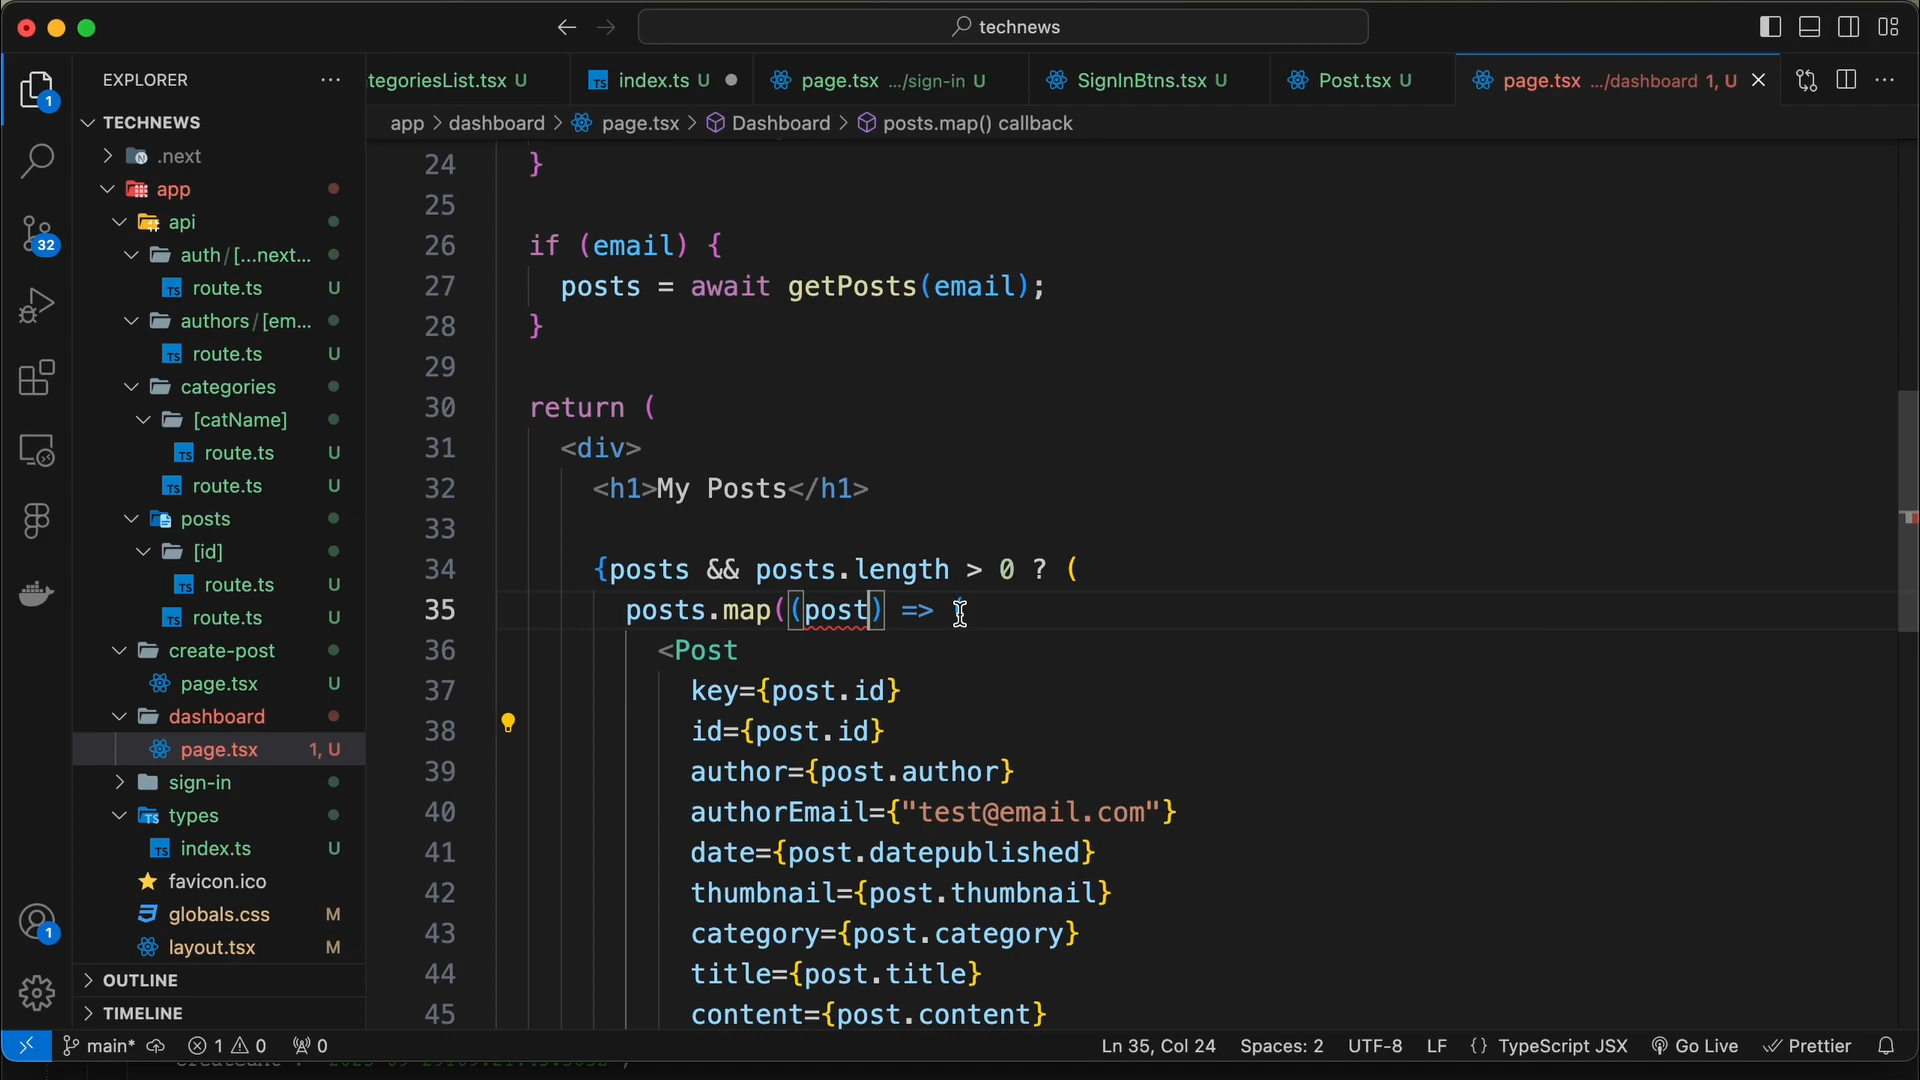 technews
EXPLORER
tegoriesList.tsx U
index.ts U
page.tsx .../sign-in U
SignInBtns.tsx U
Post.tsx U
page.tsx .../dashboard 1, U
app > dashboard > page.tsx > Dashboard > posts.map() callback
TECHNEWS
.next
app
api
auth/[...next...
route.ts U
authors/[em...
route.ts U
categories
[catName]
route.ts U
route.ts U
posts
[id]
route.ts U
route.ts U
create-post
page.tsx U
dashboard
page.tsx 1, U
sign-in
types
index.ts U
favicon.ico
globals.css M
layout.tsx M
OUTLINE
TIMELINE
1
32
1
24 }
25
26 if (email) {
27 posts = await getPosts(email);
28 }
29
30 return (
31 <div>
32 <h1>My Posts</h1>
33
34 {posts && posts.length > 0 ? (
35 posts.map((post) => (
36 <Post
37 key={post.id}
38 id={post.id}
39 author={post.author}
40 authorEmail={"test@email.com"}
41 date={post.datepublished}
42 thumbnail={post.thumbnail}
43 category={post.category}
44 title={post.title}
45 content={post.content}
main* 1 0 0 Ln 35, Col 24 Spaces: 2 UTF-8 LF {} TypeScript JSX Go Live Prettier